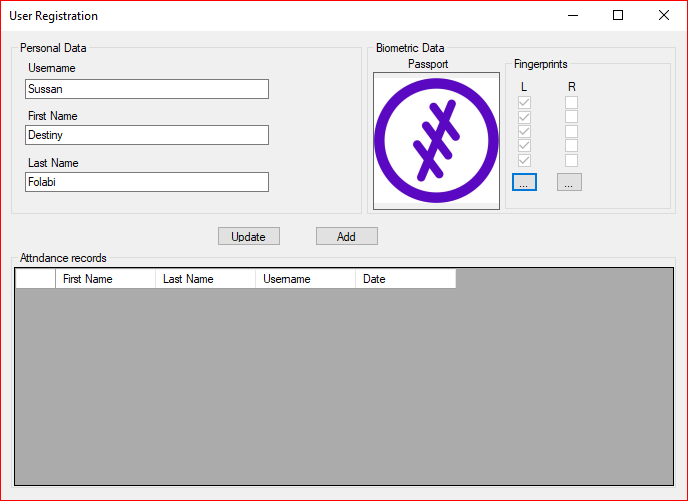 User Registration
Personal Data
Username
Sussan
First Name
Destiny
Last Name
Folabi
Biometric Data
Passport
Fingerprints
L R
... ...
Update Add
Attndance records
First Name Last Name Username Date